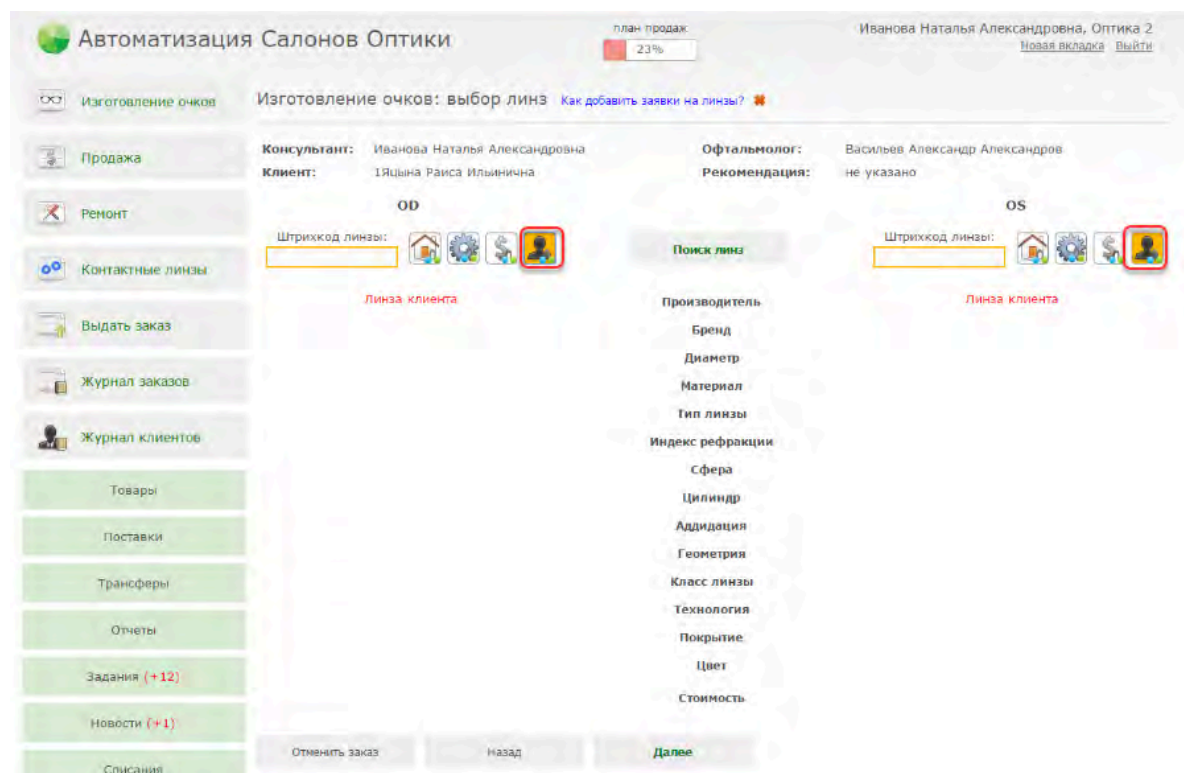 Автоматизация Салонов Оптики
план продаж
23%
Иванова Наталья Александровна, Оптика 2
Новая вкладка Выйти
Изготовление очков
Продажа
Ремонт
Контактные линзы
Выдать заказ
Журнал заказов
Журнал клиентов
Товары
Поставки
Трансферы
Отчеты
Задания (+12)
Новости (+1)
Списания
Изготовление очков: выбор линз Как добавить заявки на линзы?
Консультант: Иванова Наталья Александровна
Офтальмолог: Васильев Александр Александров
Клиент: 1Яцына Раиса Ильинична
Рекомендация: не указано
OD
OS
Штрихкод линзы:
Поиск линз
Штрихкод линзы:
Линза клиента
Линза клиента
Производитель
Бренд
Диаметр
Материал
Тип линзы
Индекс рефракции
Сфера
Цилиндр
Аддидация
Геометрия
Класс линзы
Технология
Покрытие
Цвет
Стоимость
Отменить заказ
Назад
Далее